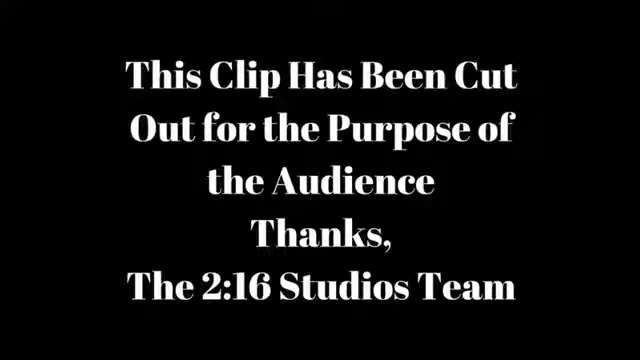 This Clip Has Been Cut
Out for the Purpose of
the Audience
Thanks,
The 2:16 Studios Team